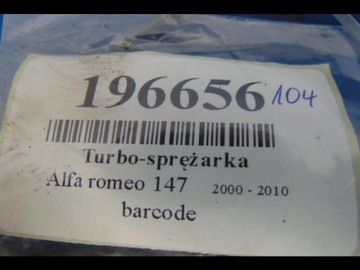 196656 104
Turbo-sprężarka
Alfa romeo 147 2000 - 2010
barcode